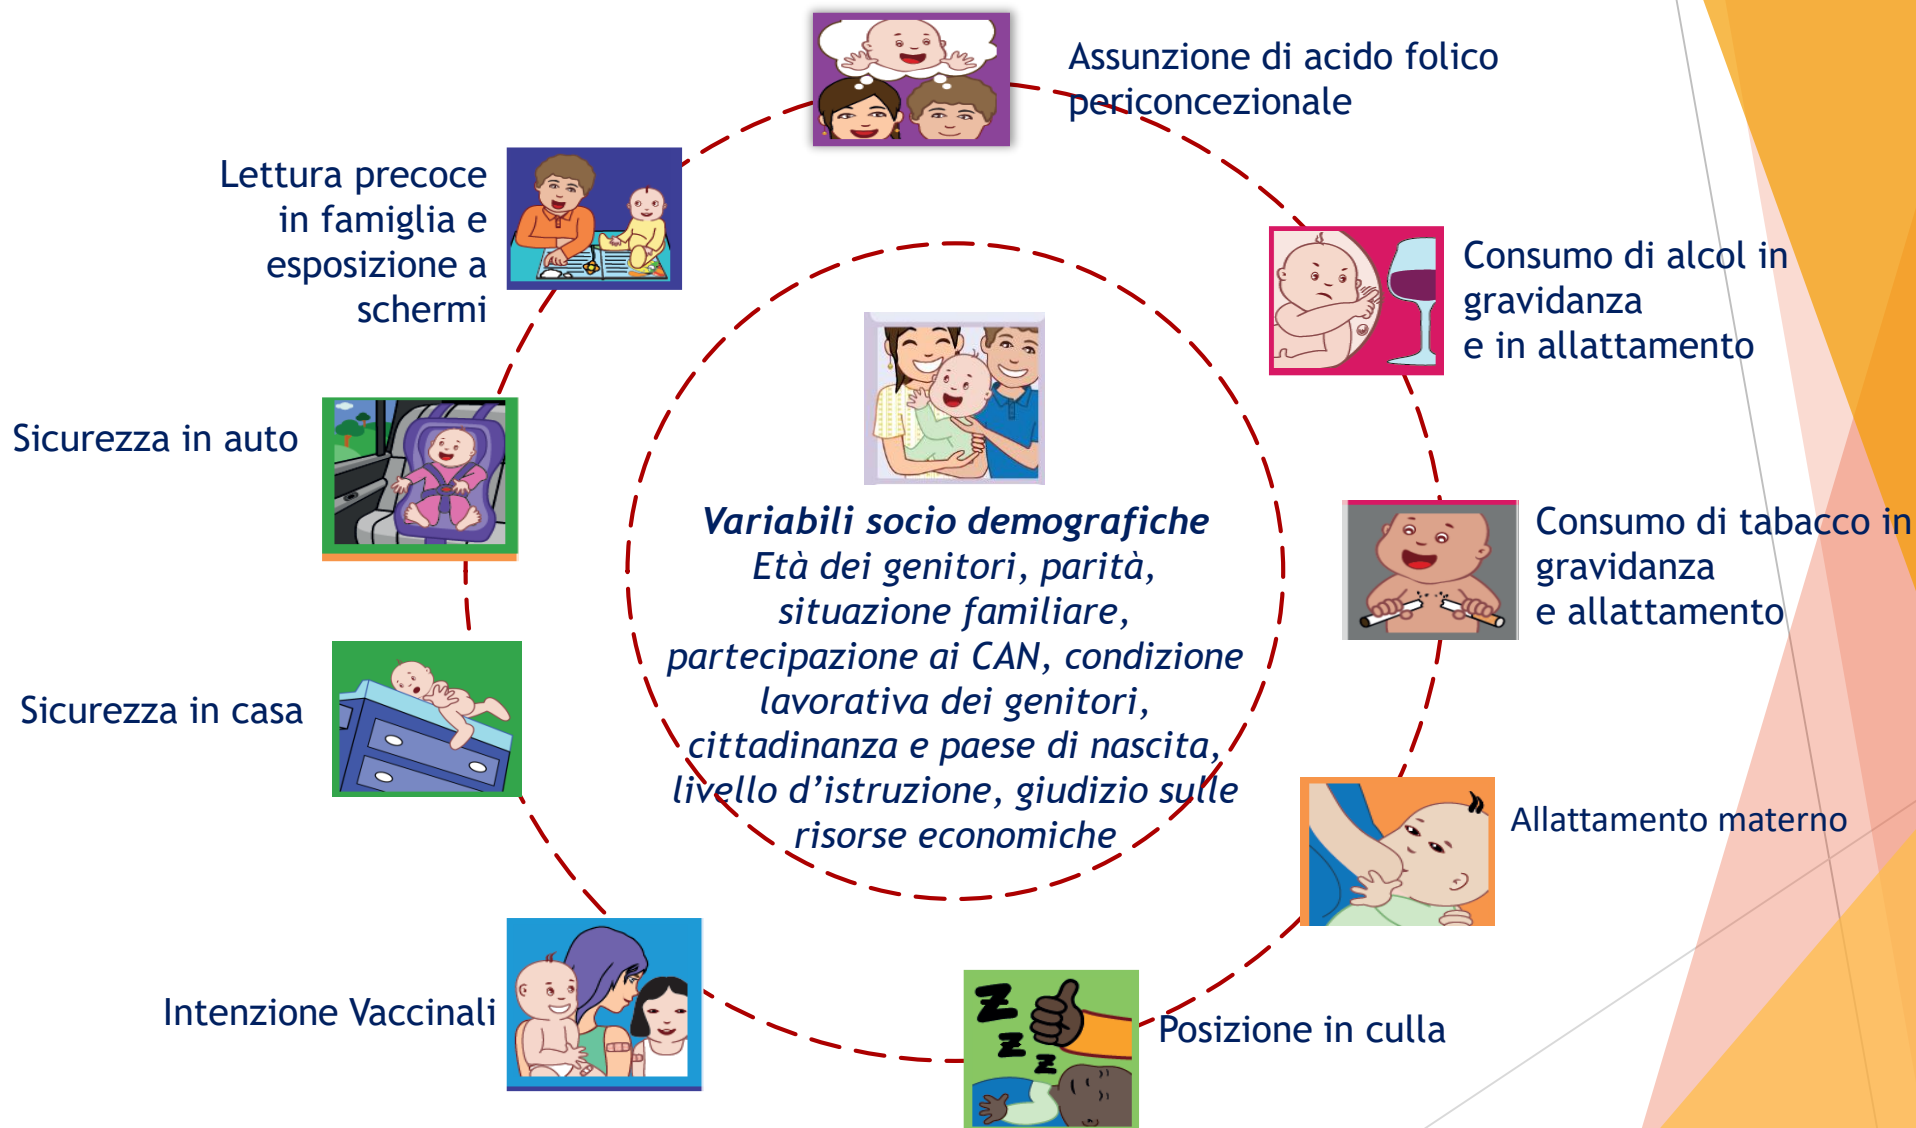 Assunzione di acido folico
periconcezionale
Lettura precoce
in famiglia e
esposizione a
schermi
Consumo di alcol in
gravidanza
e in allattamento
Sicurezza in auto
Variabili socio demografiche
Età dei genitori, parità,
situazione familiare,
partecipazione ai CAN, condizione
lavorativa dei genitori,
cittadinanza e paese di nascita,
livello d’istruzione, giudizio sulle
risorse economiche
Consumo di tabacco in
gravidanza
e allattamento
Sicurezza in casa
Allattamento materno
Intenzione Vaccinali
Z
Z
Z
Posizione in culla